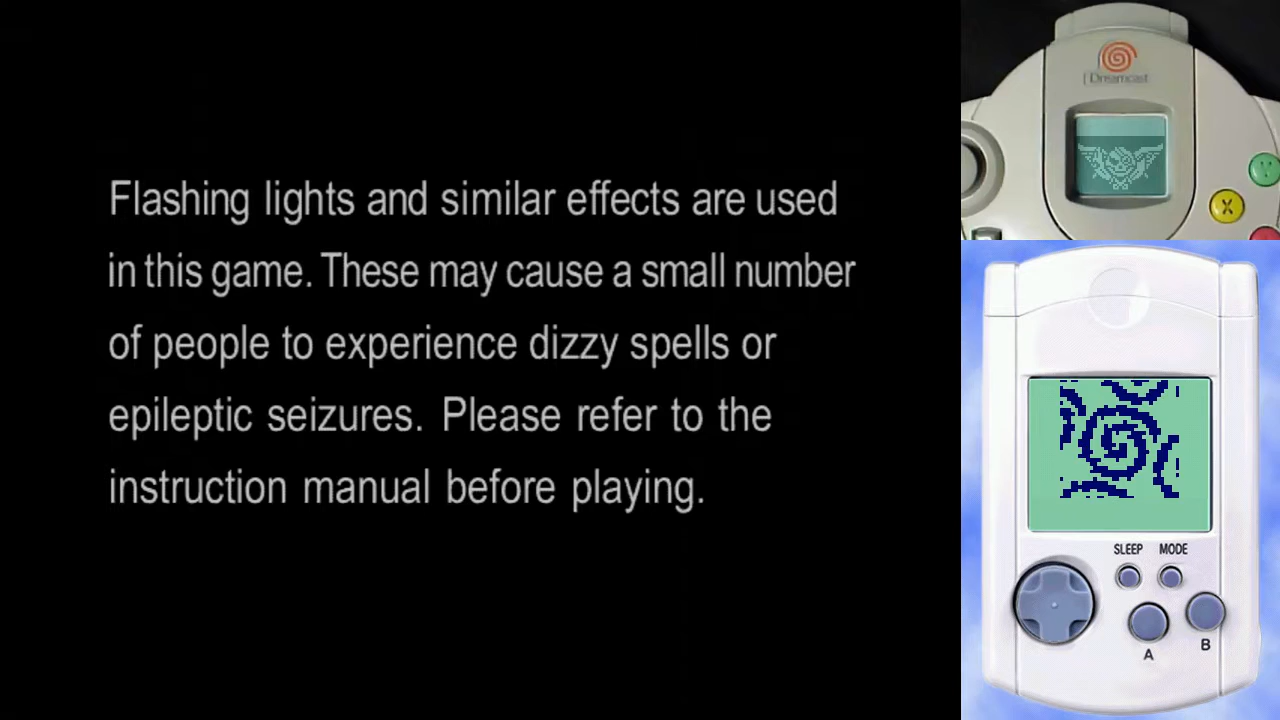 Flashing lights and similar effects are used
in this game. These may cause a small number
of people to experience dizzy spells or
epileptic seizures. Please refer to the
instruction manual before playing.
Dreamcast
X
Y
SLEEP MODE
A
B